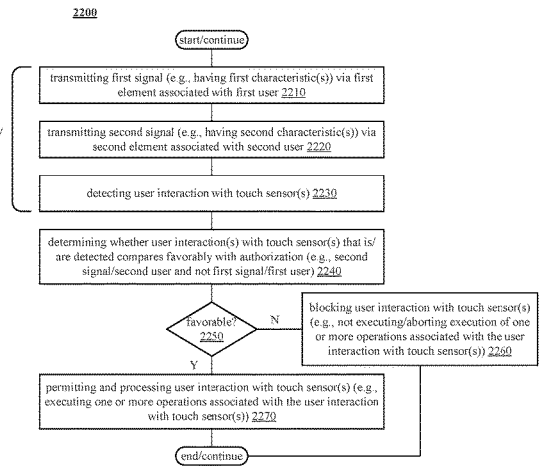 2200
start/continue
transmitting first signal (e.g., having first characteristic(s)) via first
element associated with first user 2210
transmitting second signal (e.g., having second characteristic(s)) via
second element associated with second user 2220
detecting user interaction with touch sensor(s) 2230
determining whether user interaction(s) with touch sensor(s) that is/
are detected compares favorably with authorization (e.g., second
signal/second user and not first signal/first user) 2240
favorable?
2250
N
Y
blocking user interaction with touch sensor(s)
(e.g., not executing/aborting execution of one
or more operations associated with the user
interaction with touch sensor(s)) 2260
permitting and processing user interaction with touch sensor(s) (e.g.,
executing one or more operations associated with the user interaction
with touch sensor(s)) 2270
end/continue